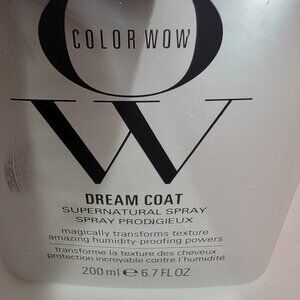 COLOR WOW
OW
DREAM COAT
SUPERNATURAL SPRAY
SPRAY PRODIGIEUX
magically transforms texture
amazing humidity-proofing powers
transforme la texture des cheveux
protection incroyable contre l'humidité
200 ml ℮ 6.7 FL OZ